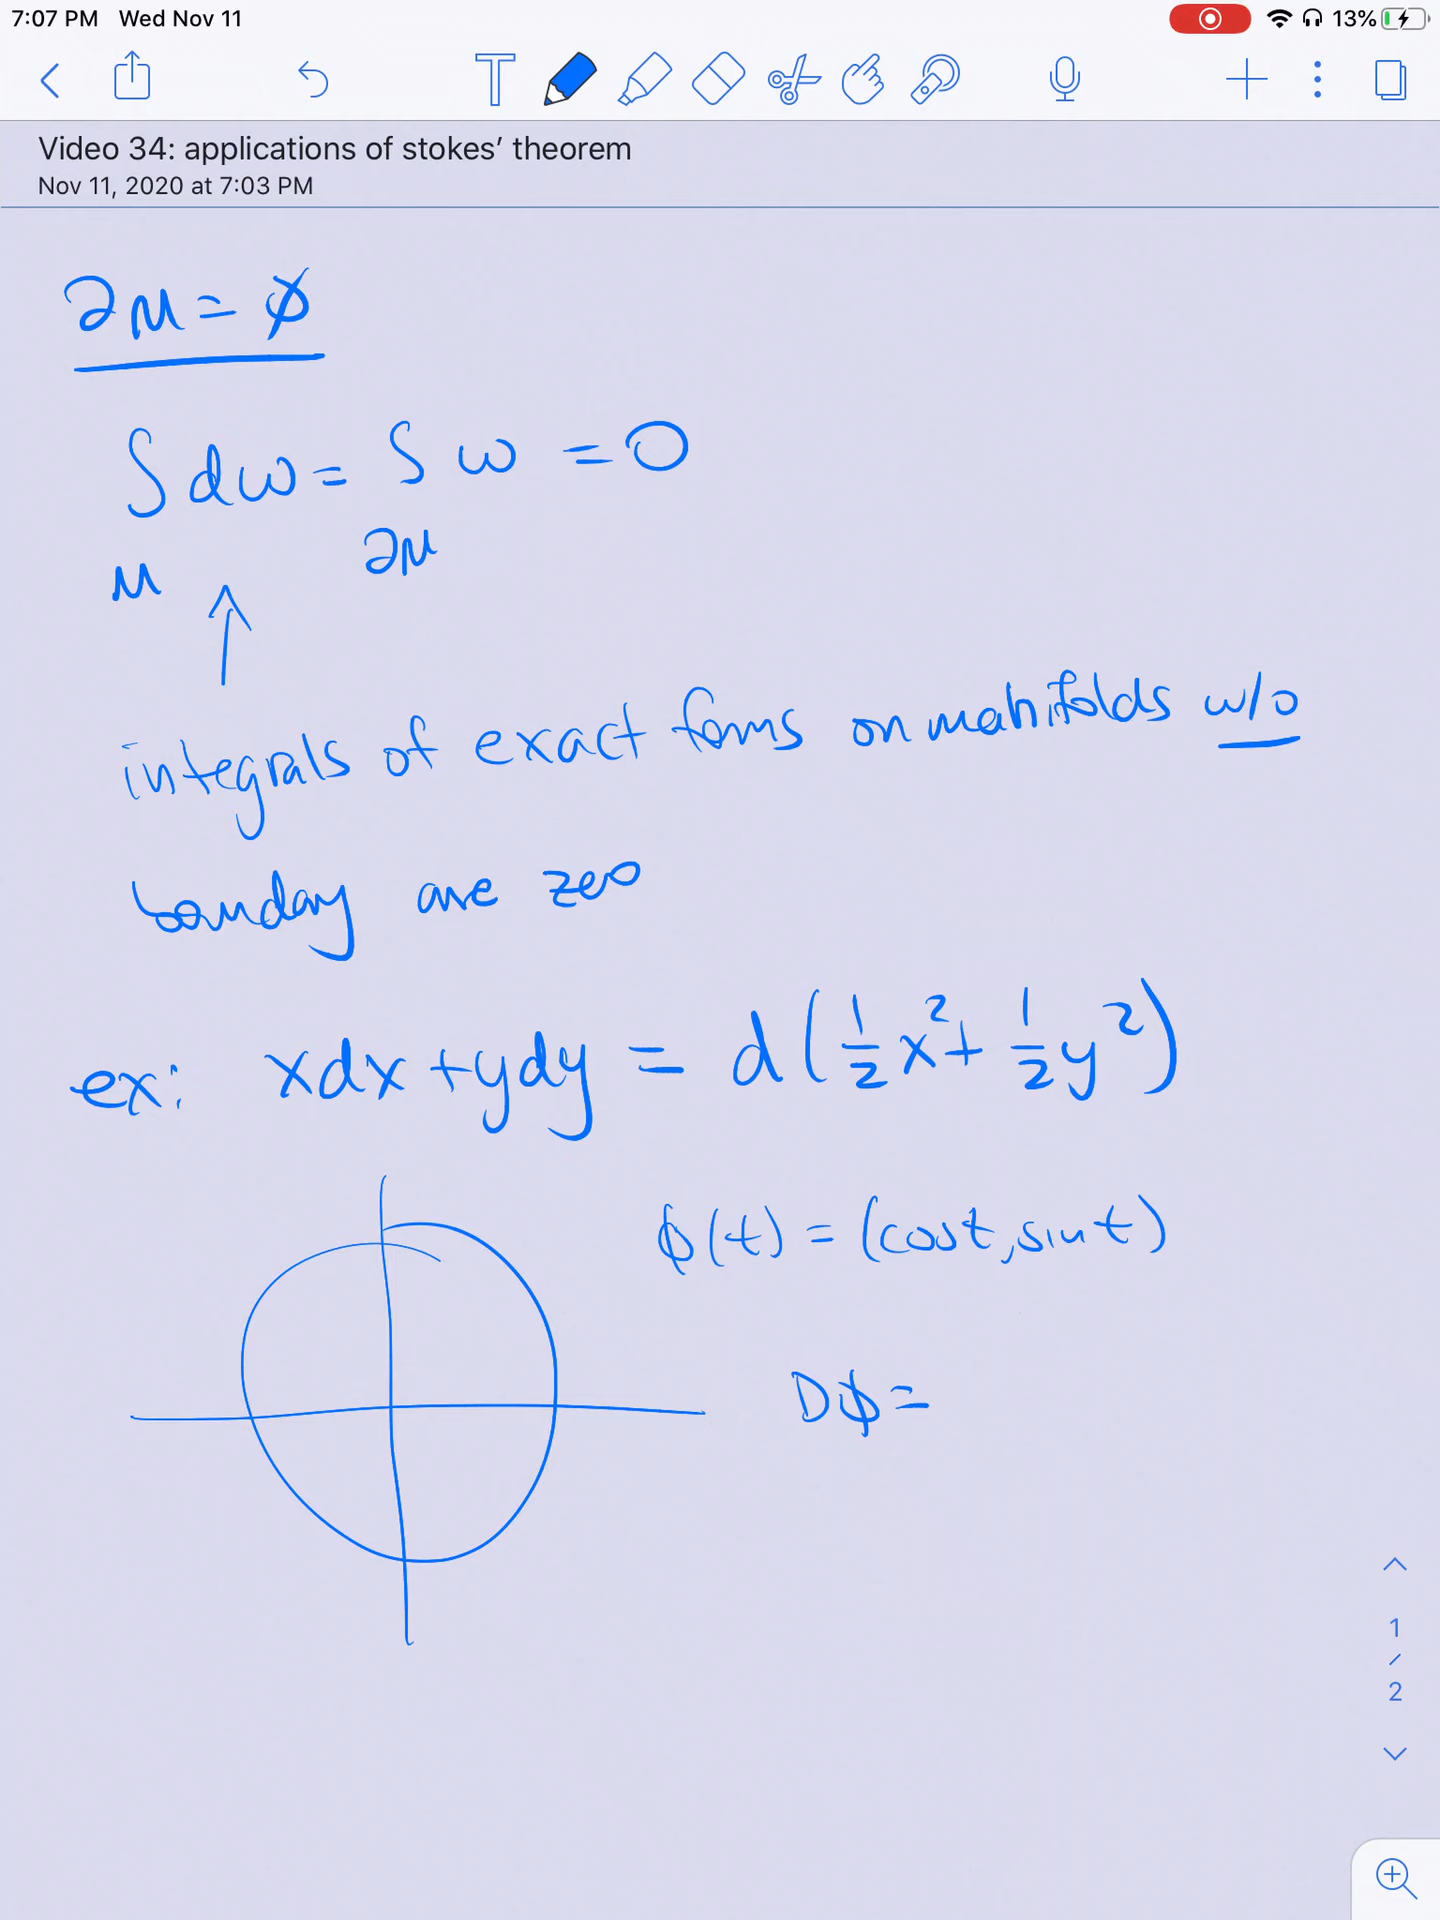 7:07 PM Wed Nov 11 13%
T
Video 34: applications of stokes’ theorem
Nov 11, 2020 at 7:03 PM
∂M = ∅
∫ dω = ∫ ω = 0
M ∂M
integrals of exact forms on manifolds w/o
boundary are zero
ex: xdx + ydy = d(½x² + ½y²)
ϕ(t) = (cost, sint)
Dϕ =
1
/
2